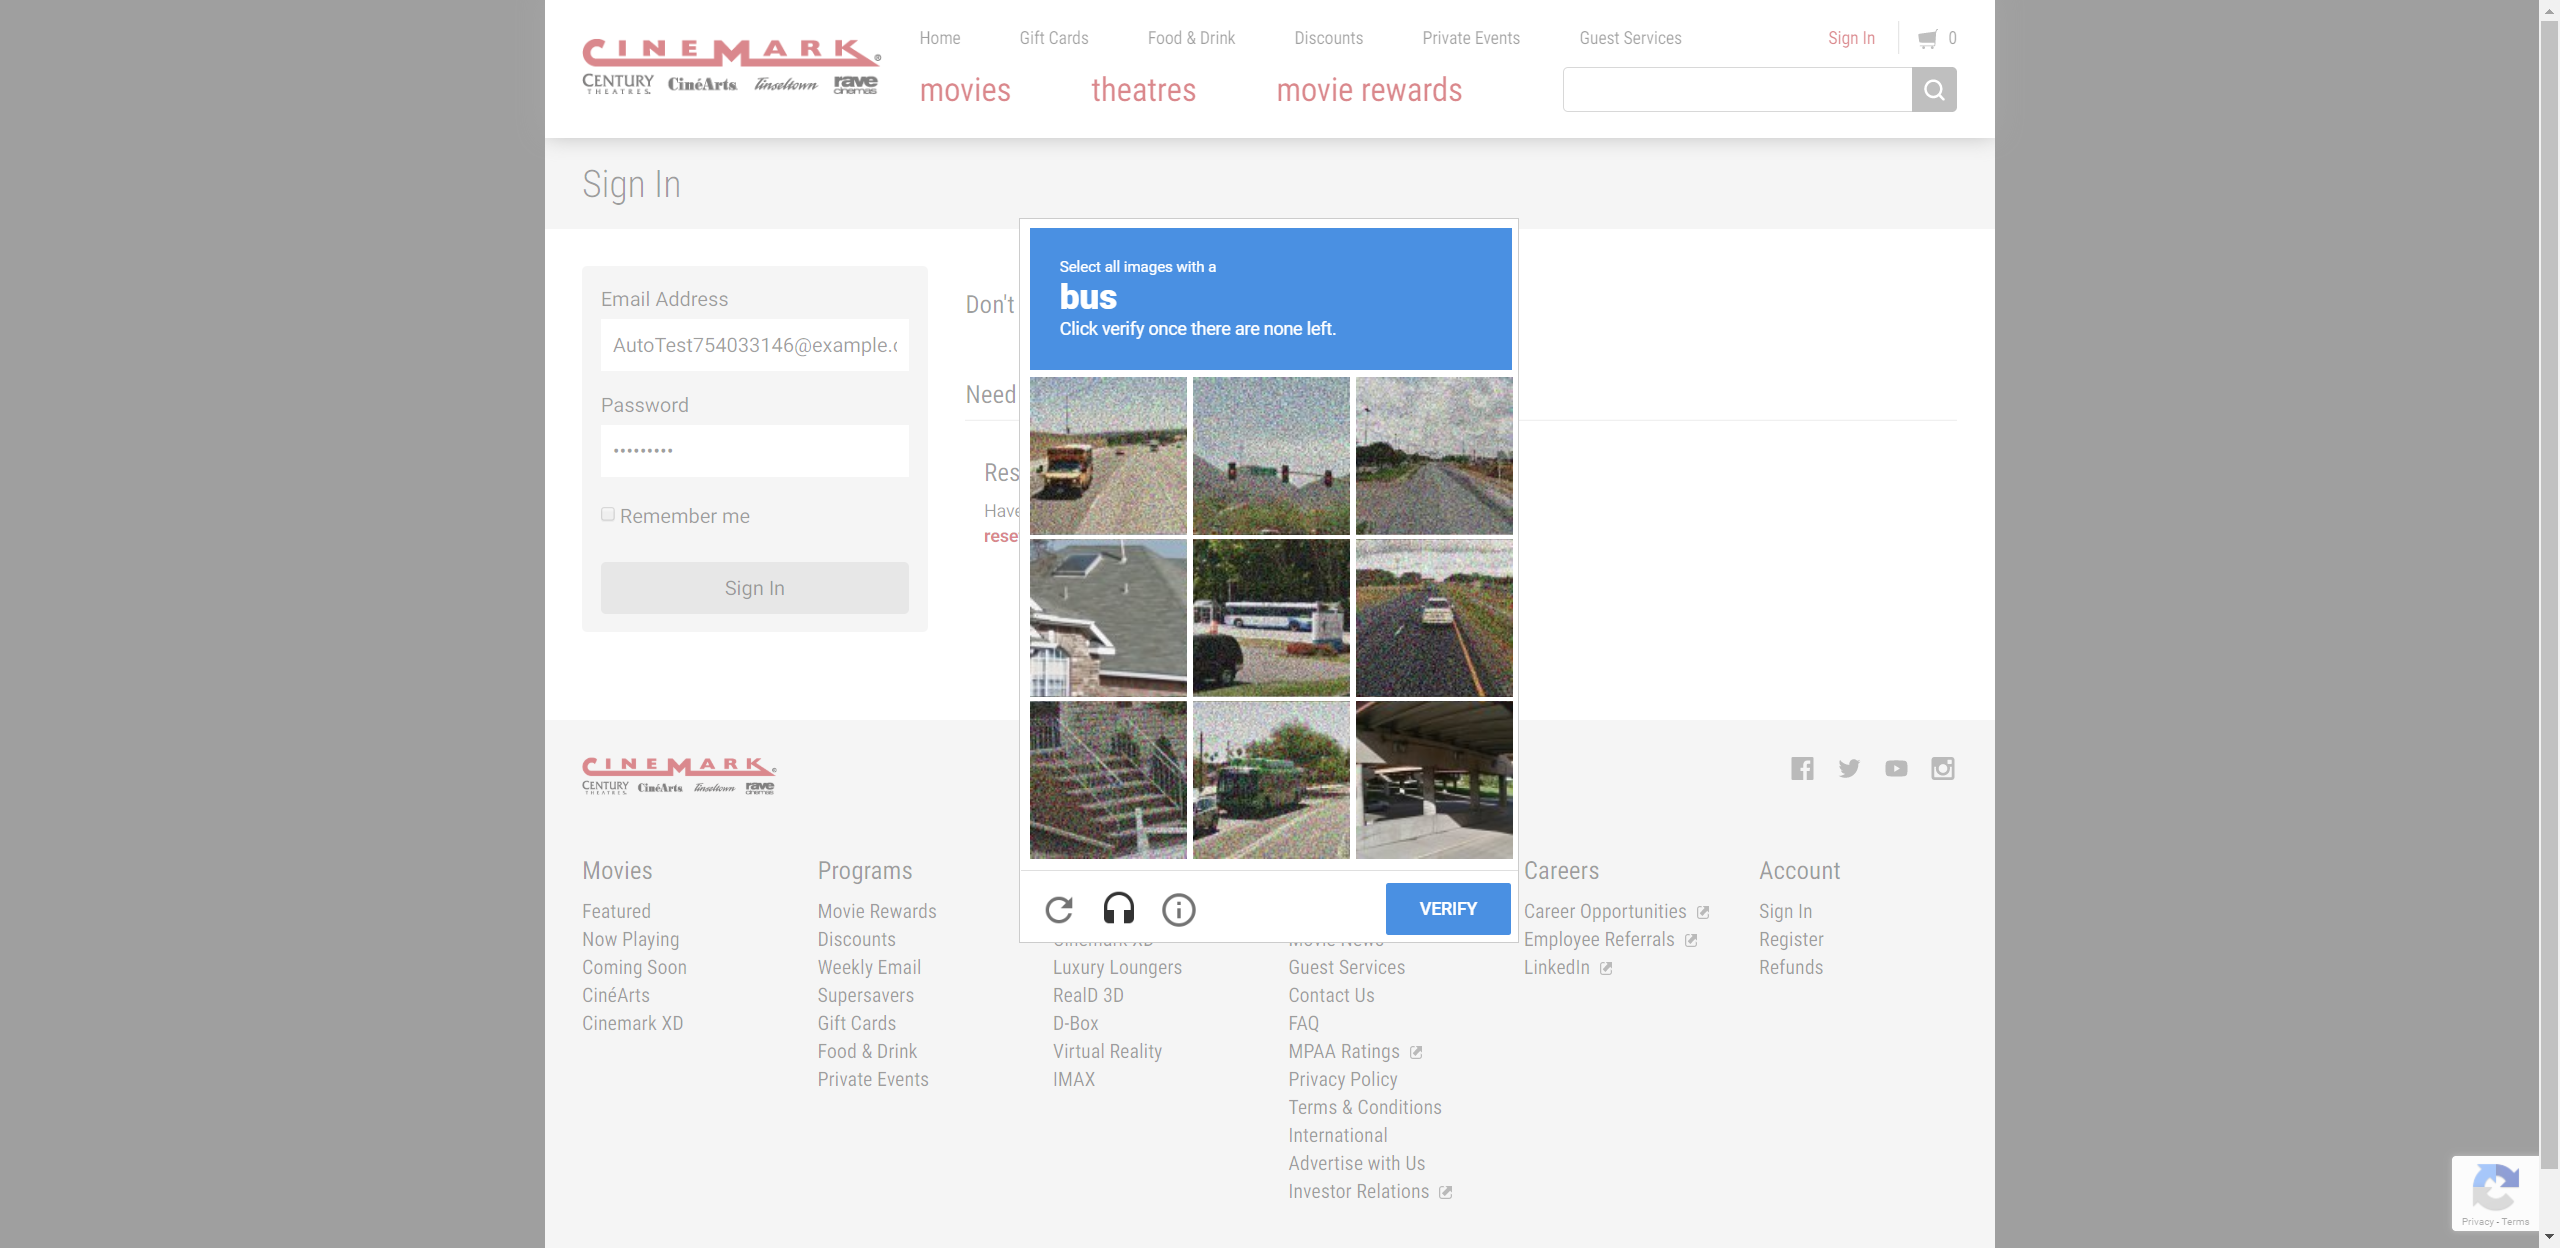 CINEMARK®
CENTURY THEATRES. CinéArts. Tinseltown rave cinemas
Home
Gift Cards
Food & Drink
Discounts
Private Events
Guest Services
Sign In
0
movies
theatres
movie rewards
Sign In
Email Address
AutoTest754033146@example.c
Password
•••••••••
Remember me
Sign In
Don't
Need
Res
Have
rese
Select all images with a
bus
Click verify once there are none left.
VERIFY
CINEMARK®
CENTURY THEATRES. CinéArts. Tinseltown rave cinemas
Movies
Featured
Now Playing
Coming Soon
CinéArts
Cinemark XD
Programs
Movie Rewards
Discounts
Weekly Email
Supersavers
Gift Cards
Food & Drink
Private Events
Cinemark XD
Luxury Loungers
RealD 3D
D-Box
Virtual Reality
IMAX
Movie News
Guest Services
Contact Us
FAQ
MPAA Ratings
Privacy Policy
Terms & Conditions
International
Advertise with Us
Investor Relations
Careers
Career Opportunities
Employee Referrals
LinkedIn
Account
Sign In
Register
Refunds
Privacy - Terms